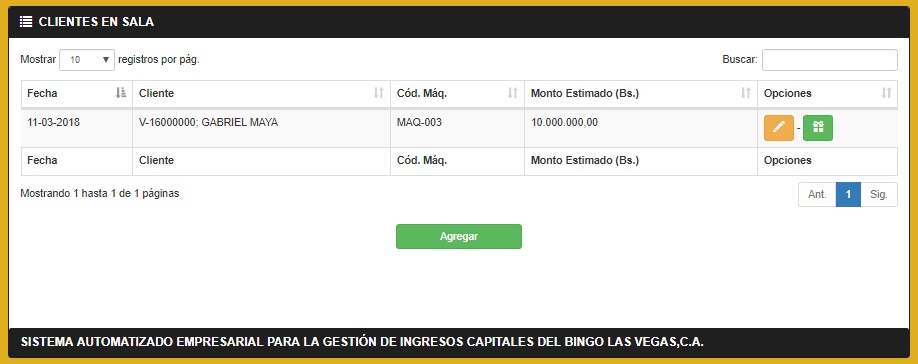 CLIENTES EN SALA
Mostrar 10 registros por pág. Buscar:
Fecha Cliente Cód. Máq. Monto Estimado (Bs.) Opciones
11-03-2018 V-16000000; GABRIEL MAYA MAQ-003 10.000.000,00 -
Fecha Cliente Cód. Máq. Monto Estimado (Bs.) Opciones
Mostrando 1 hasta 1 de 1 páginas Ant. 1 Sig.
Agregar
SISTEMA AUTOMATIZADO EMPRESARIAL PARA LA GESTIÓN DE INGRESOS CAPITALES DEL BINGO LAS VEGAS,C.A.